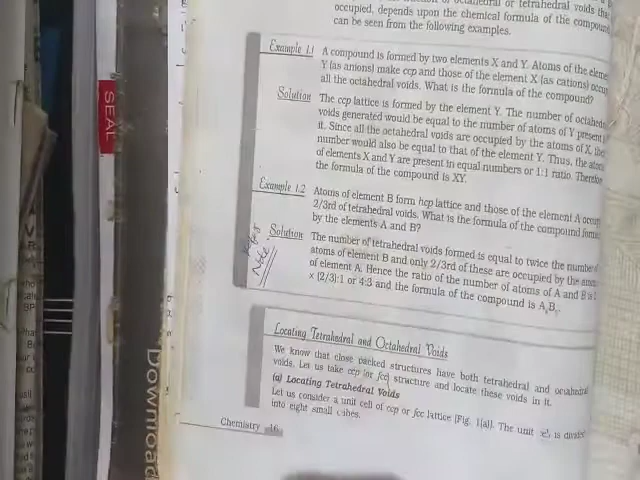 occupied, depends upon the chemical formula of the compound
can be seen from the following examples.
Example 1.1
A compound is formed by two elements X and Y. Atoms of the eleme
Y (as anions) make ccp and those of the element X (as cations) occup
all the octahedral voids. What is the formula of the compound?
Solution
The ccp lattice is formed by the element Y. The number of octahedr
voids generated would be equal to the number of atoms of Y present
it. Since all the octahedral voids are occupied by the atoms of X, the
number would also be equal to that of the element Y. Thus, the atom
of elements X and Y are present in equal numbers or 1:1 ratio. Therefore
the formula of the compound is XY.
Example 1.2
Atoms of element B form hcp lattice and those of the element A occup
2/3rd of tetrahedral voids. What is the formula of the compound forme
by the elements A and B?
Solution
The number of tetrahedral voids formed is equal to twice the number of
atoms of element B and only 2/3rd of these are occupied by the
of element A. Hence the ratio of the number of atoms of A and B is
× (2/3):1 or 4:3 and the formula of the compound is A₄B₃.
Note
Locating Tetrahedral and Octahedral Voids
We know that close packed structures have both tetrahedral and octahedral
voids. Let us take ccp (or fcc) structure and locate these voids in it.
(a) Locating Tetrahedral Voids
Let us consider a unit cell of ccp or fcc lattice [Fig. 1(a)]. The unit cell is divided
into eight small cubes.
Chemistry 16
SEAL
Download